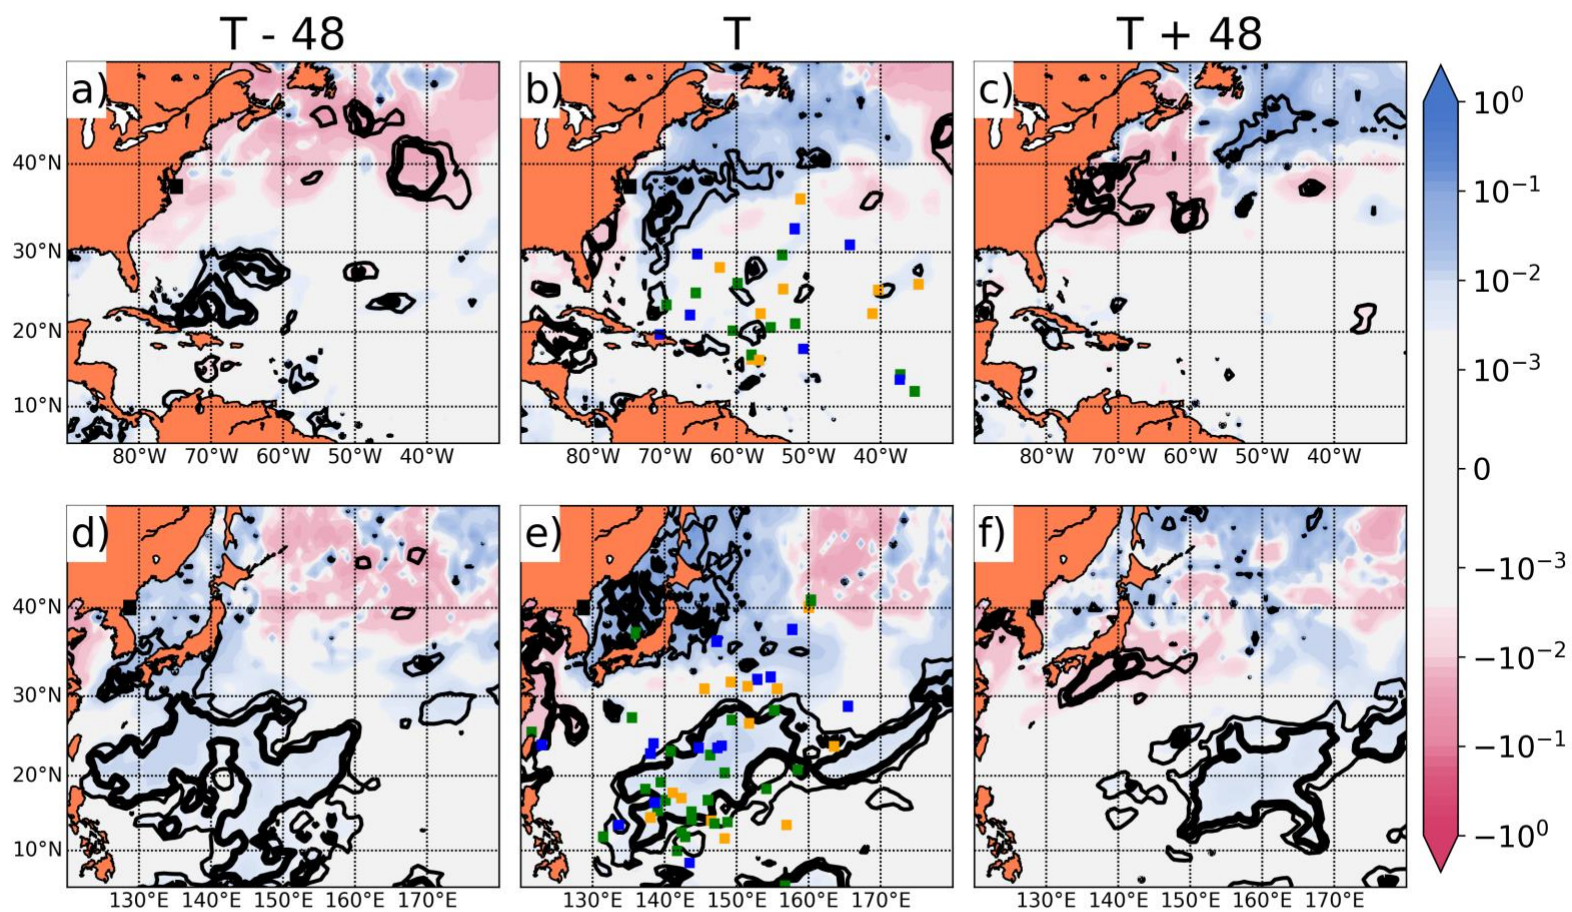 T - 48
T
T + 48
a)
b)
c)
40°N
30°N
20°N
10°N
80°W 70°W 60°W 50°W 40°W
80°W 70°W 60°W 50°W 40°W
80°W 70°W 60°W 50°W 40°W
d)
e)
f)
40°N
30°N
20°N
10°N
130°E 140°E 150°E 160°E 170°E
130°E 140°E 150°E 160°E 170°E
130°E 140°E 150°E 160°E 170°E
10⁰
10⁻¹
10⁻²
10⁻³
0
−10⁻³
−10⁻²
−10⁻¹
−10⁰